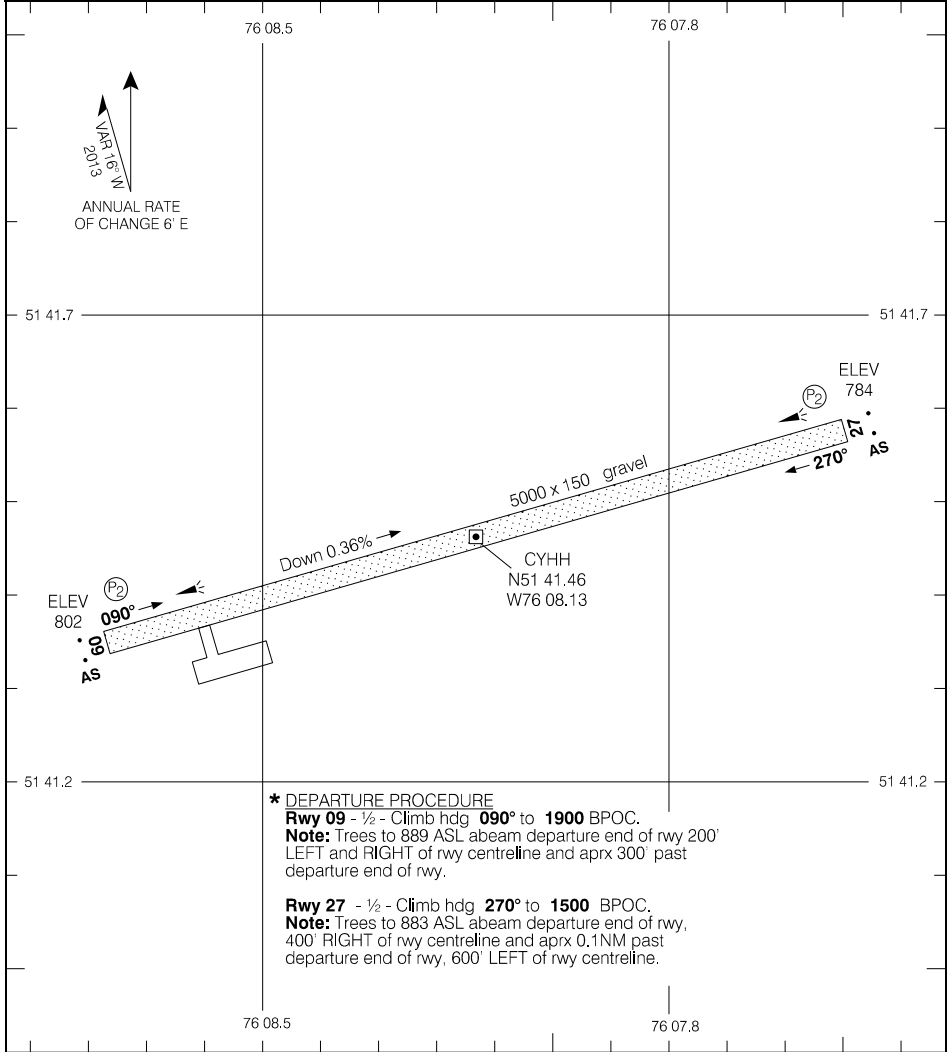 76 08.5
76 07.8
VAR 16° W
2013
ANNUAL RATE
OF CHANGE 6' E
51 41.7
51 41.7
ELEV
784
P2
27
AS
270°
5000 x 150 gravel
Down 0.36%
CYHH
N51 41.46
W76 08.13
P2
ELEV
802
090°
09
AS
51 41.2
51 41.2
* DEPARTURE PROCEDURE
Rwy 09 - ½ - Climb hdg 090° to 1900 BPOC.
Note: Trees to 889 ASL abeam departure end of rwy 200'
LEFT and RIGHT of rwy centreline and aprx 300' past
departure end of rwy.
Rwy 27 - ½ - Climb hdg 270° to 1500 BPOC.
Note: Trees to 883 ASL abeam departure end of rwy,
400' RIGHT of rwy centreline and aprx 0.1NM past
departure end of rwy, 600' LEFT of rwy centreline.
76 08.5
76 07.8